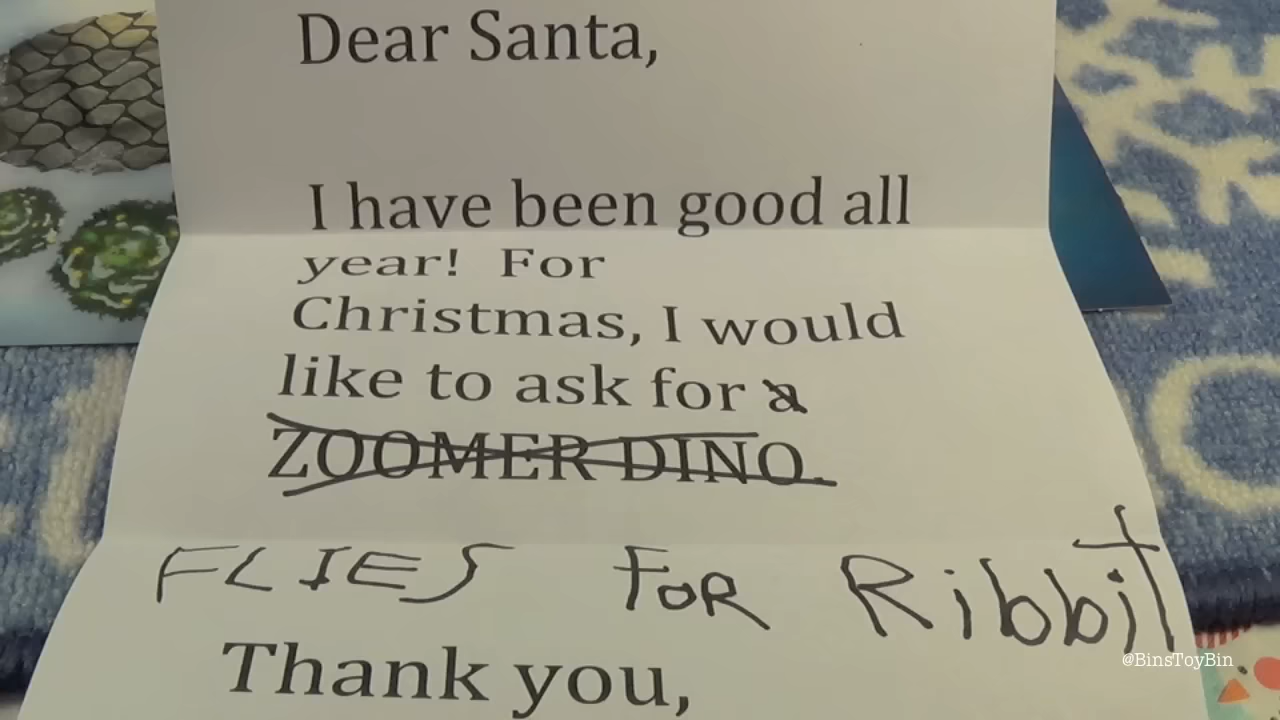 Dear Santa,
I have been good all
year! For
Christmas, I would
like to ask for a
ZOOMER DINO.
FLIES FOR Ribbit
Thank you,
@BinsToyBin